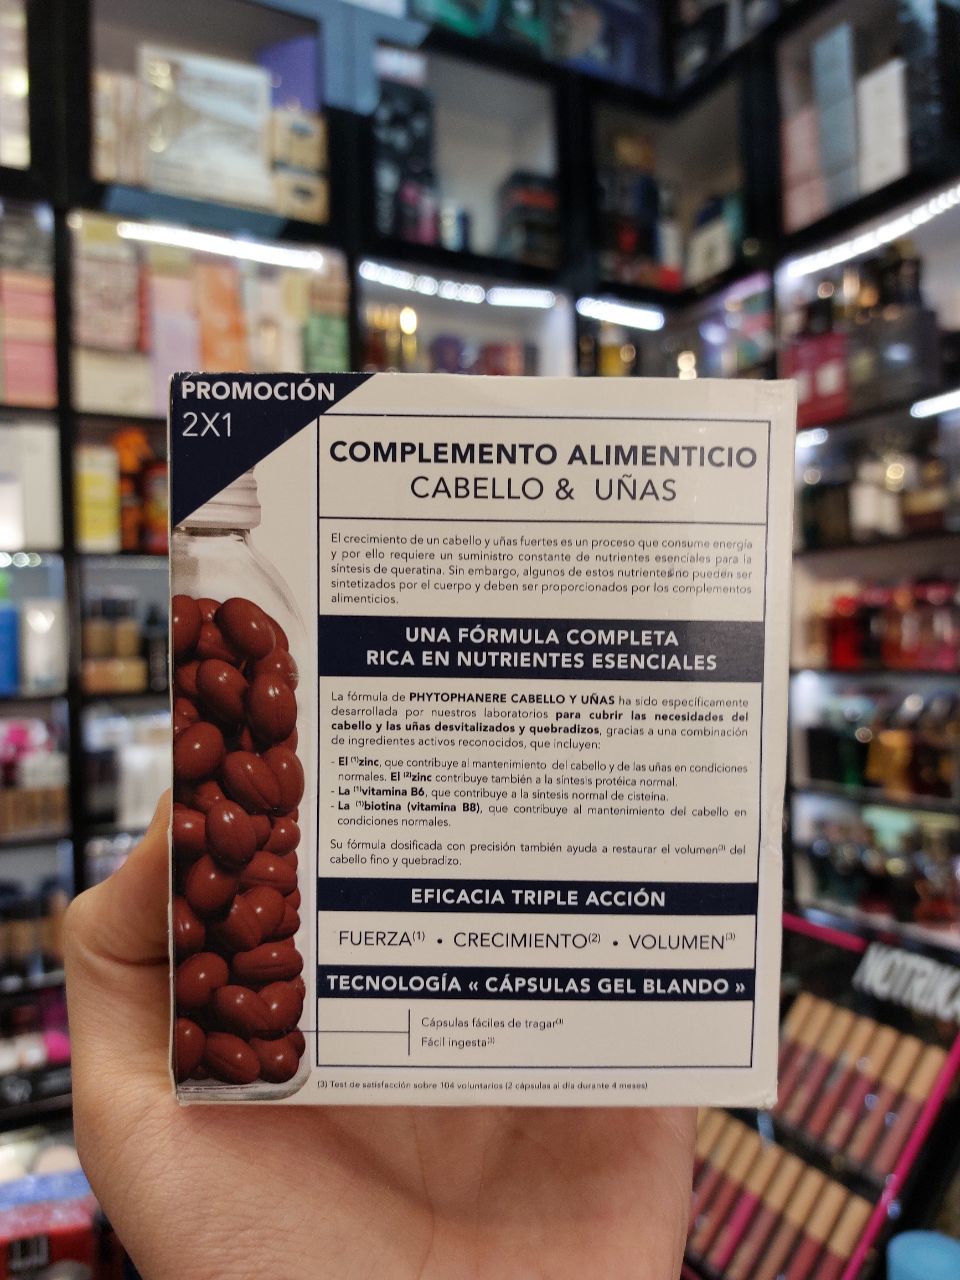 PROMOCIÓN
2X1
COMPLEMENTO ALIMENTICIO
CABELLO & UÑAS
El crecimiento de un cabello y uñas fuertes es un proceso que consume energía
y por ello requiere un suministro constante de nutrientes esenciales para la
síntesis de queratina. Sin embargo, algunos de estos nutrientes no pueden ser
sintetizados por el cuerpo y deben ser proporcionados por los complementos
alimenticios.
UNA FÓRMULA COMPLETA
RICA EN NUTRIENTES ESENCIALES
La fórmula de PHYTOPHANERE CABELLO Y UÑAS ha sido específicamente
desarrollada por nuestros laboratorios para cubrir las necesidades del
cabello y las uñas desvitalizados y quebradizos, gracias a una combinación
de ingredientes activos reconocidos, que incluyen:
- El (1)zinc, que contribuye al mantenimiento del cabello y de las uñas en condiciones
normales. El (2)zinc contribuye también a la síntesis protéica normal.
- La (1)vitamina B6, que contribuye a la síntesis normal de cisteína.
- La (1)biotina (vitamina B8), que contribuye al mantenimiento del cabello en
condiciones normales.
Su fórmula dosificada con precisión también ayuda a restaurar el volumen(3) del
cabello fino y quebradizo.
EFICACIA TRIPLE ACCIÓN
FUERZA(1) • CRECIMIENTO(2) • VOLUMEN(3)
TECNOLOGÍA « CÁPSULAS GEL BLANDO »
Cápsulas fáciles de tragar(3)
Fácil ingesta(3)
(3) Test de satisfacción sobre 104 voluntarios (2 cápsulas al día durante 4 meses)